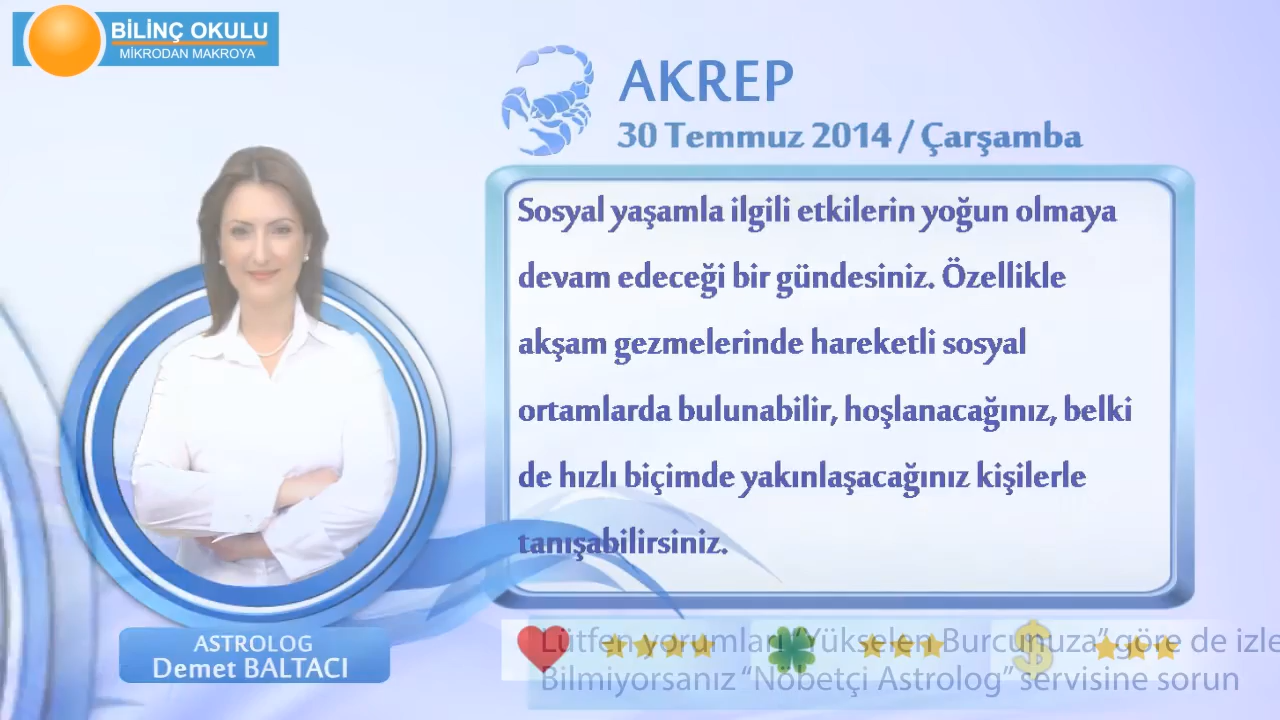 BİLİNÇ OKULU
MİKRODAN MAKROYA
AKREP
30 Temmuz 2014 / Çarşamba
Sosyal yaşamla ilgili etkilerin yoğun olmaya
devam edeceği bir gündesiniz. Özellikle
akşam gezmelerinde hareketli sosyal
ortamlarda bulunabilir, hoşlanacağınız, belki
de hızlı biçimde yakınlaşacağınız kişilerle
tanışabilirsiniz.
ASTROLOG
Demet BALTACI
Lütfen yorumları "Yükselen Burcunuza" göre de izle
Bilmiyorsanız "Nöbetçi Astrolog" servisine sorun